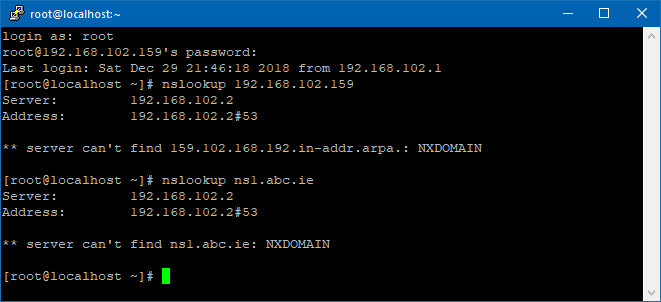 root@localhost:~
login as: root
root@192.168.102.159's password:
Last login: Sat Dec 29 21:46:18 2018 from 192.168.102.1
[root@localhost ~]# nslookup 192.168.102.159
Server:         192.168.102.2
Address:        192.168.102.2#53

** server can't find 159.102.168.192.in-addr.arpa.: NXDOMAIN

[root@localhost ~]# nslookup ns1.abc.ie
Server:         192.168.102.2
Address:        192.168.102.2#53

** server can't find ns1.abc.ie: NXDOMAIN

[root@localhost ~]#